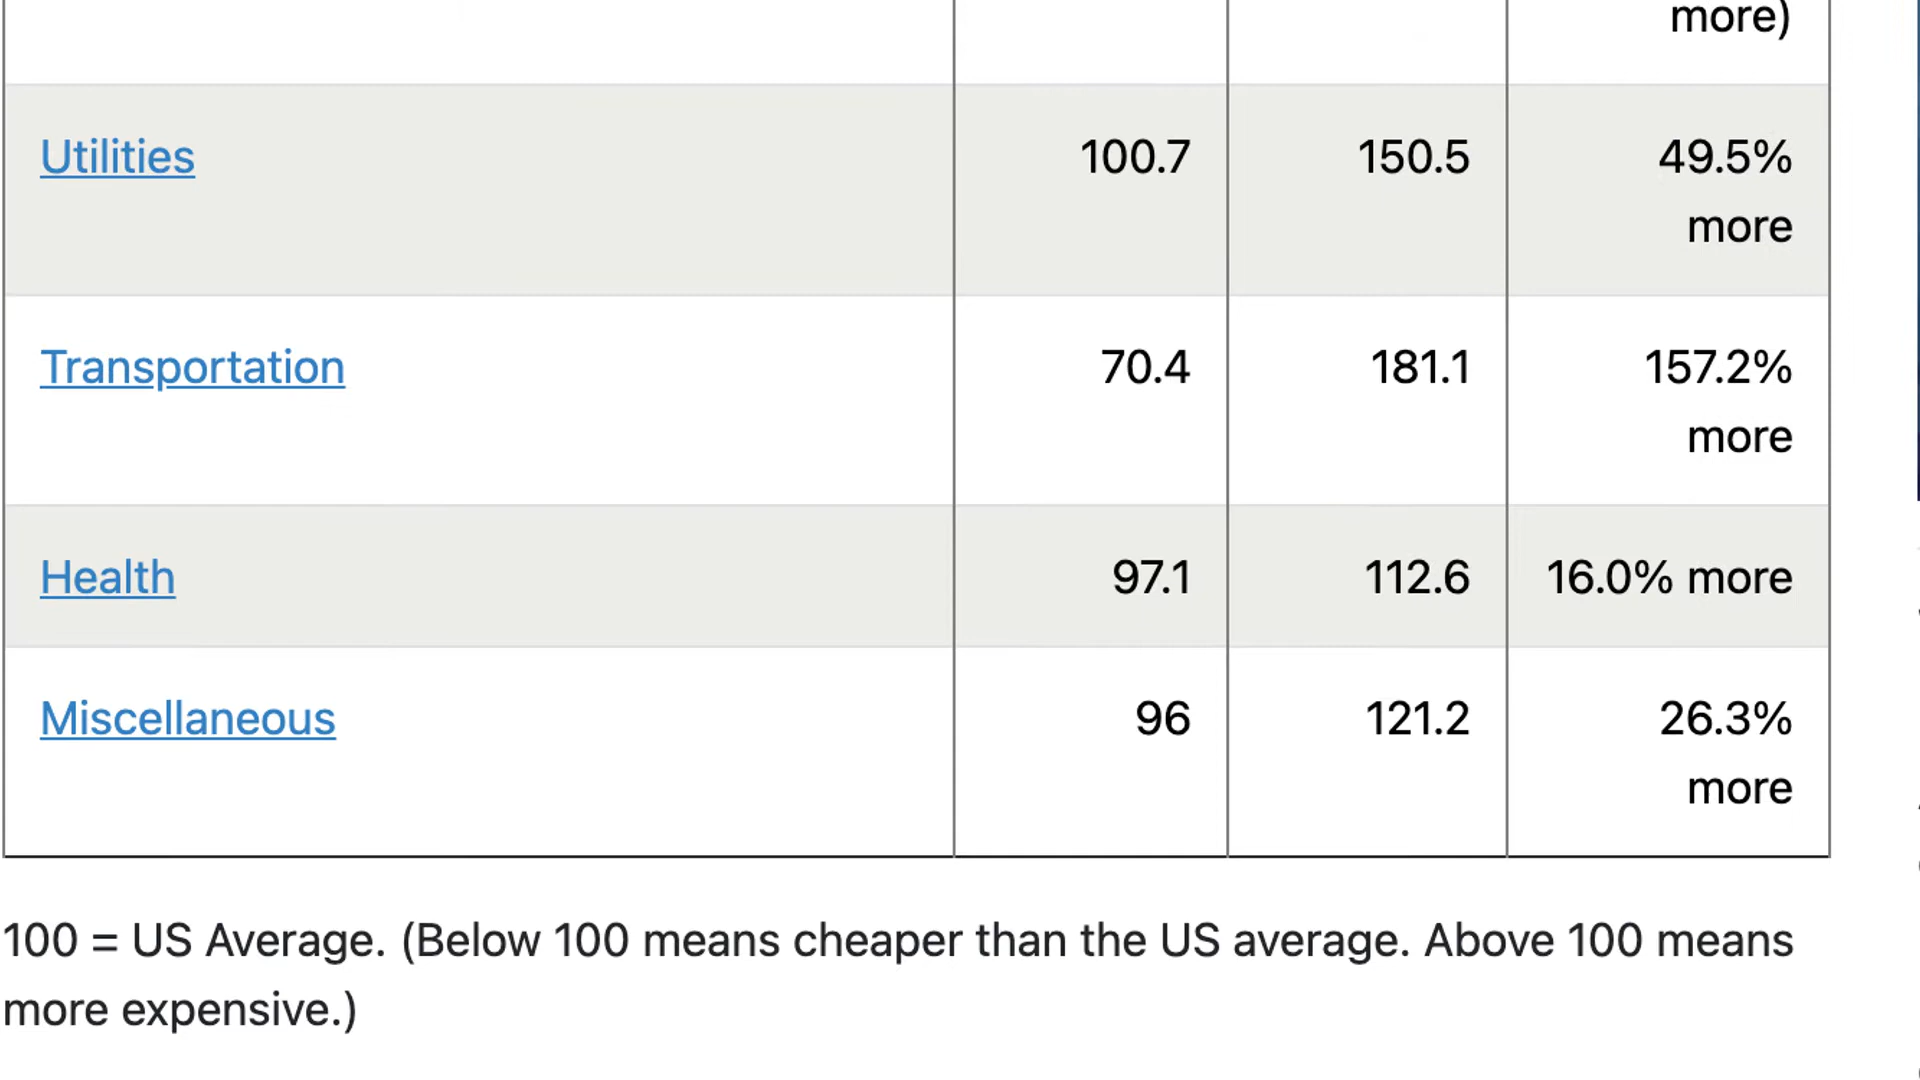 more)
Utilities 100.7 150.5 49.5%
more
Transportation 70.4 181.1 157.2%
more
Health 97.1 112.6 16.0% more
Miscellaneous 96 121.2 26.3%
more
100 = US Average. (Below 100 means cheaper than the US average. Above 100 means
more expensive.)